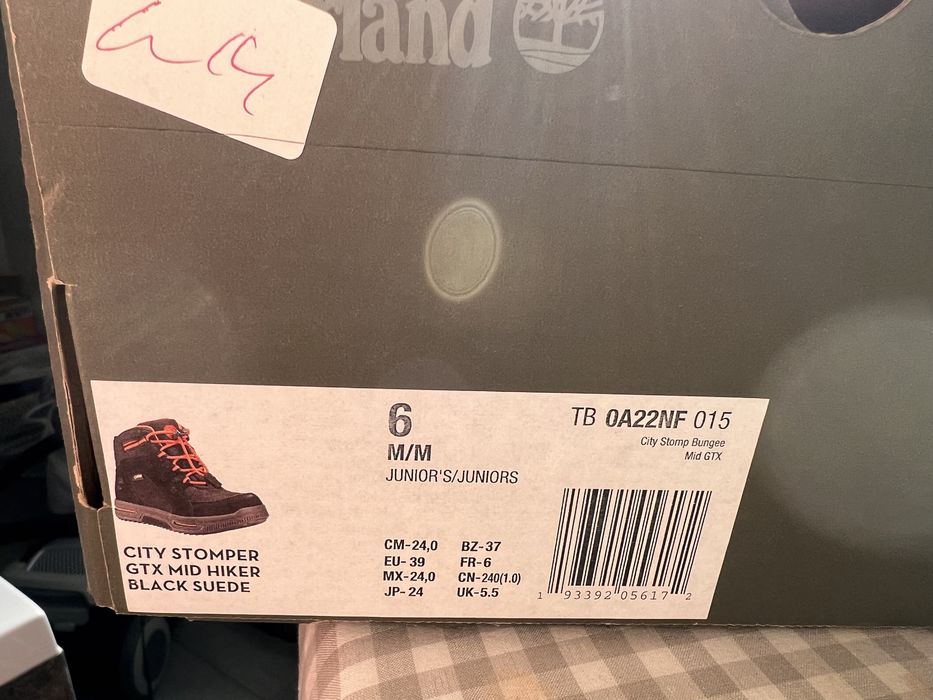 rland
6
M/M
JUNIOR'S/JUNIORS
TB 0A22NF 015
City Stomp Bungee
Mid GTX
CITY STOMPER
GTX MID HIKER
BLACK SUEDE
CM-24,0 BZ-37
EU-39 FR-6
MX-24,0 CN-240(1.0)
JP-24 UK-5.5
1 93392 05617 2